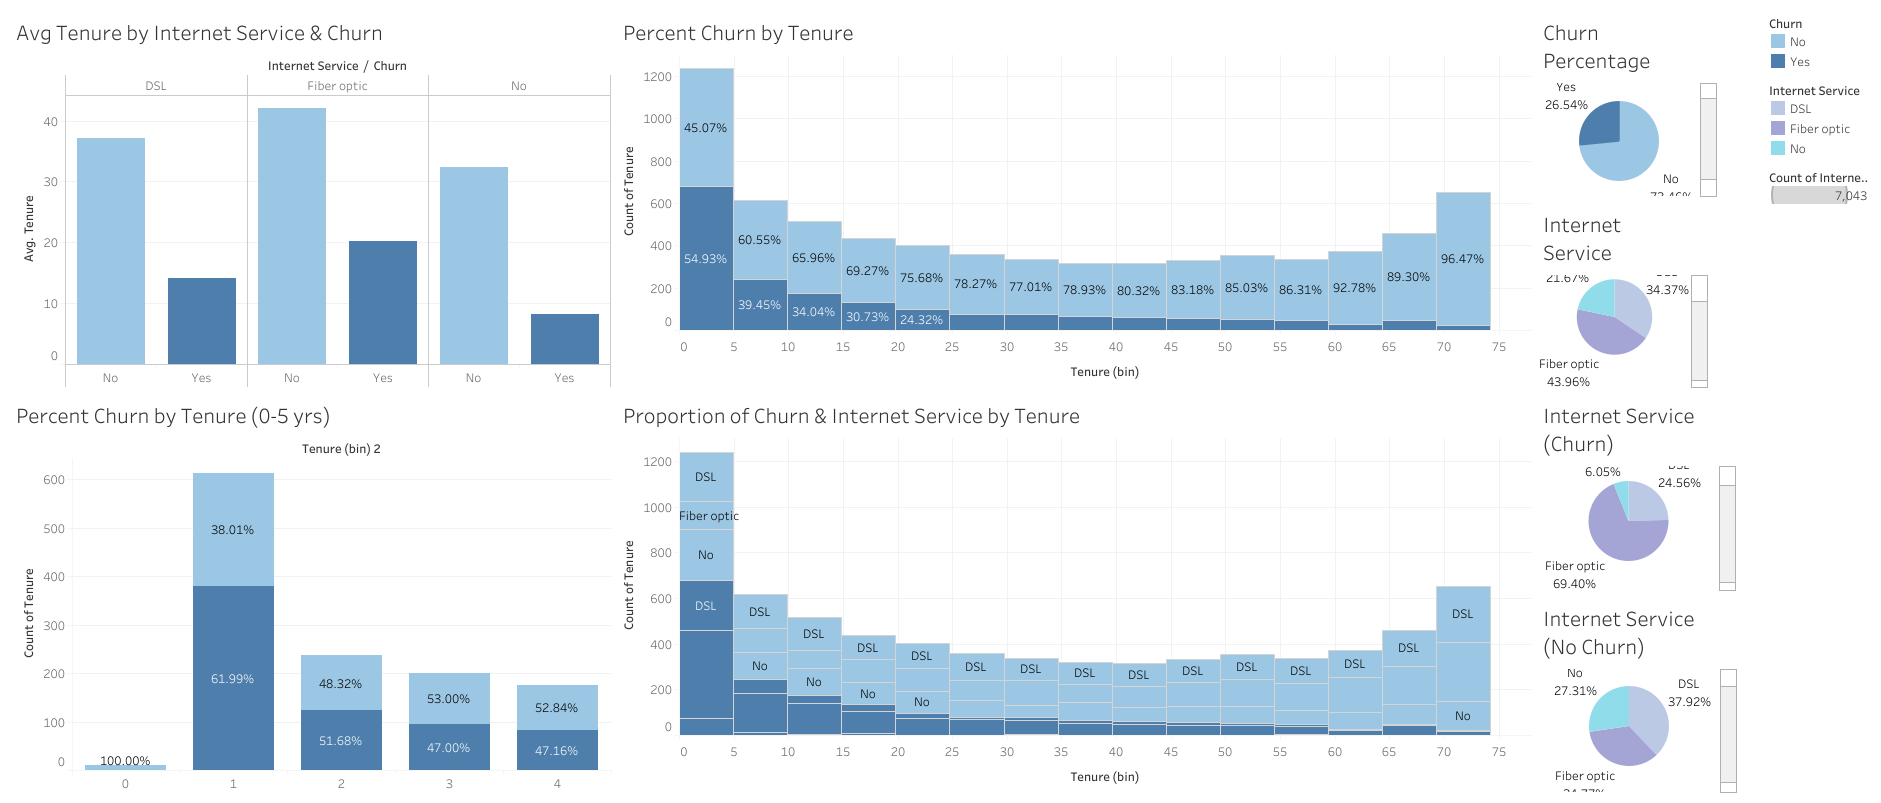 Avg Tenure by Internet Service & Churn
Internet Service / Churn
DSL
Fiber optic
No
Avg. Tenure
40
30
20
10
0
No
Yes
No
Yes
No
Yes
Percent Churn by Tenure
Count of Tenure
1200
1000
800
600
400
200
0
45.07%
54.93%
60.55%
39.45%
65.96%
34.04%
69.27%
30.73%
75.68%
24.32%
78.27%
77.01%
78.93%
80.32%
83.18%
85.03%
86.31%
92.78%
89.30%
96.47%
0
5
10
15
20
25
30
35
40
45
50
55
60
65
70
75
Tenure (bin)
Churn
Percentage
Yes
26.54%
No
Churn
No
Yes
Internet Service
DSL
Fiber optic
No
Count of Interne..
7,043
Internet
Service
21.67%
34.37%
Fiber optic
43.96%
Percent Churn by Tenure (0-5 yrs)
Tenure (bin) 2
Count of Tenure
600
500
400
300
200
100
0
100.00%
38.01%
61.99%
48.32%
51.68%
53.00%
47.00%
52.84%
47.16%
0
1
2
3
4
Proportion of Churn & Internet Service by Tenure
Count of Tenure
1200
1000
800
600
400
200
0
DSL
Fiber optic
No
DSL
DSL
No
DSL
No
DSL
No
DSL
No
DSL
DSL
DSL
DSL
DSL
DSL
DSL
DSL
DSL
DSL
No
0
5
10
15
20
25
30
35
40
45
50
55
60
65
70
75
Tenure (bin)
Internet Service
(Churn)
6.05%
24.56%
Fiber optic
69.40%
Internet Service
(No Churn)
No
27.31%
DSL
37.92%
Fiber optic